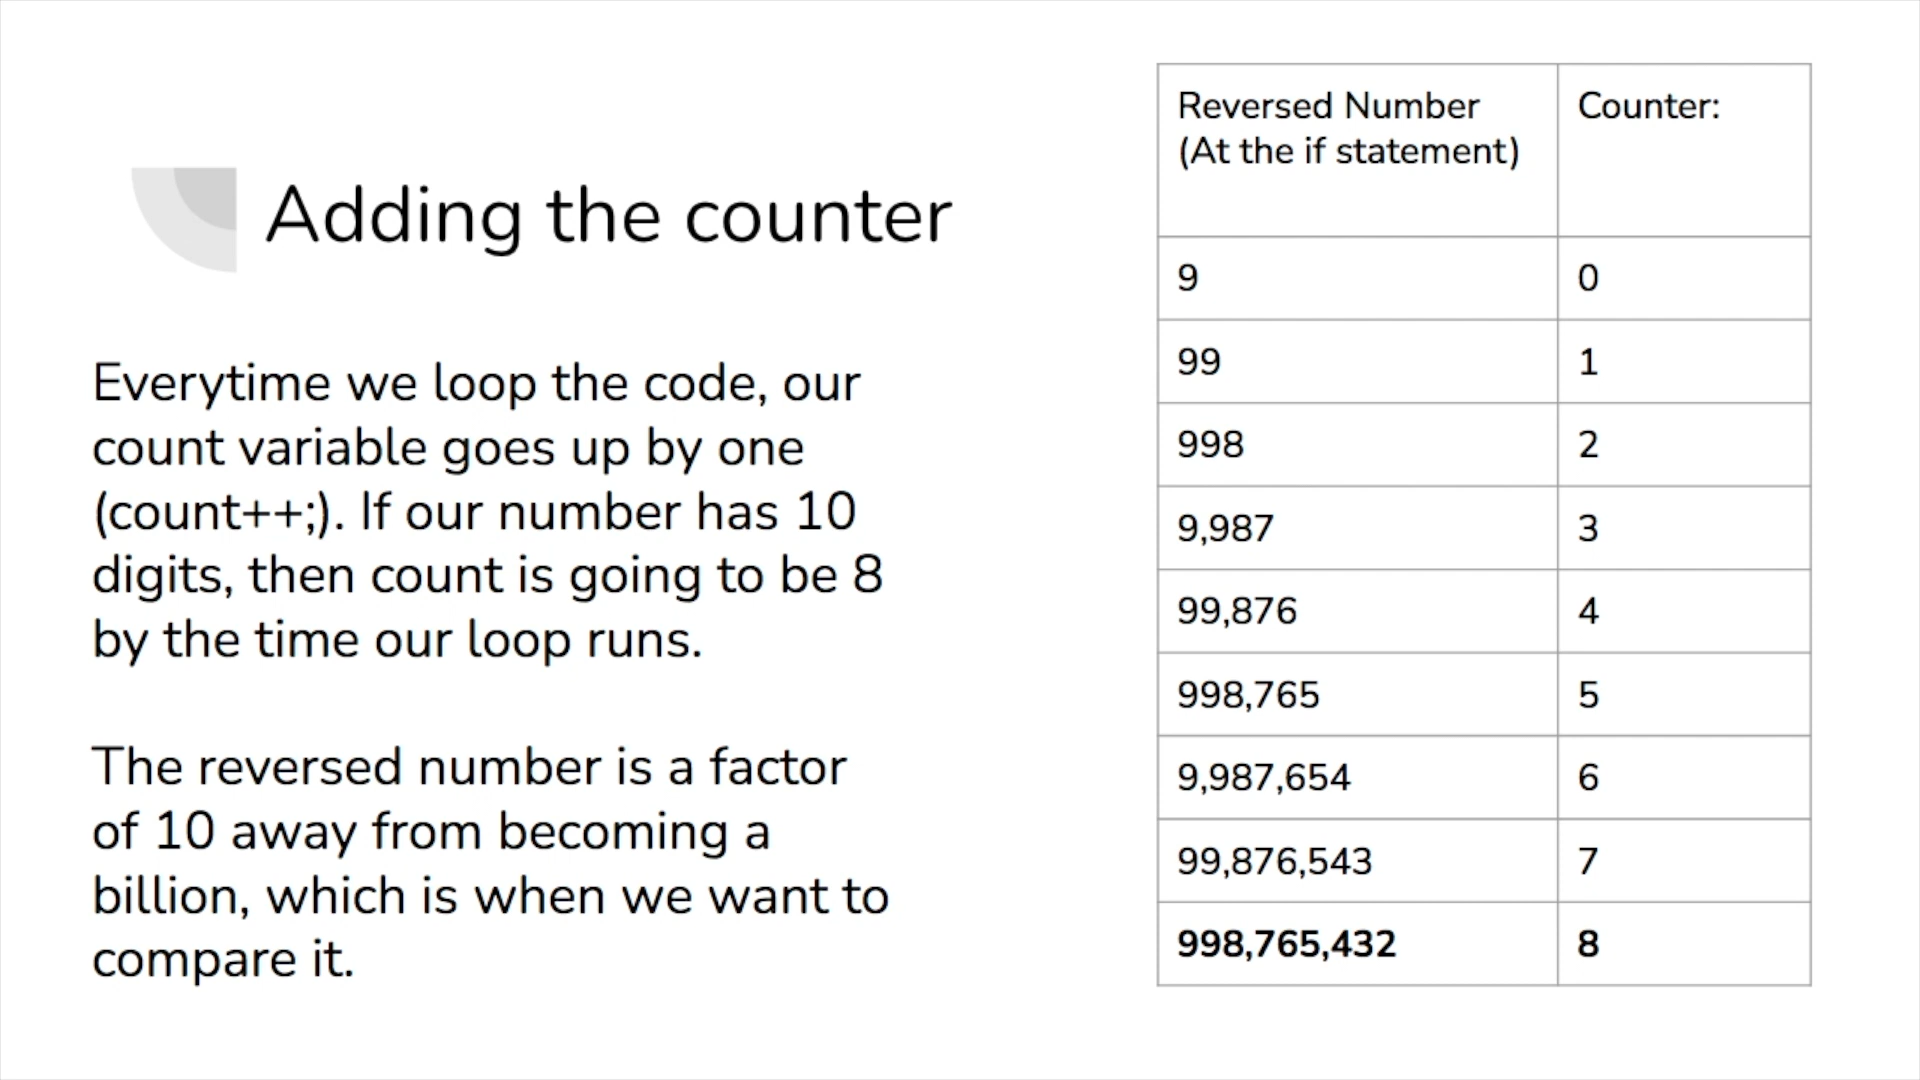 Adding the counter
Everytime we loop the code, our
count variable goes up by one
(count++;). If our number has 10
digits, then count is going to be 8
by the time our loop runs.
The reversed number is a factor
of 10 away from becoming a
billion, which is when we want to
compare it.
Reversed Number Counter:
(At the if statement)
9 0
99 1
998 2
9,987 3
99,876 4
998,765 5
9,987,654 6
99,876,543 7
998,765,432 8